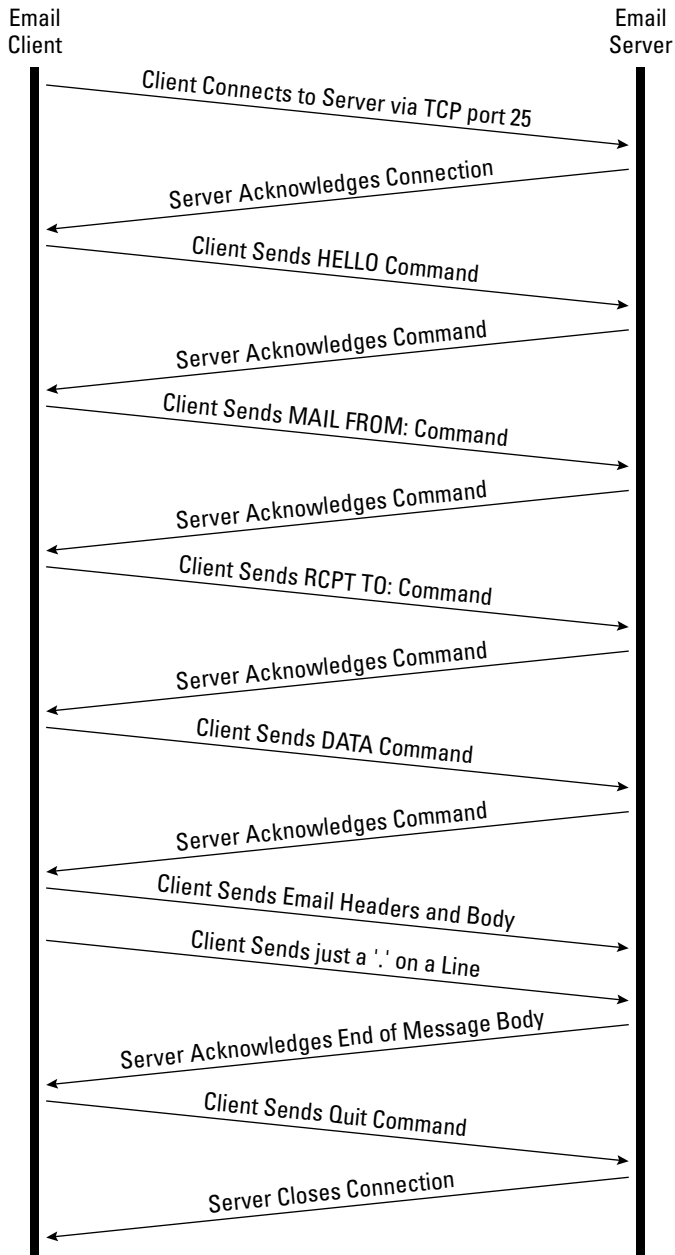 Email
Client
Email
Server
Client Connects to Server via TCP port 25
Server Acknowledges Connection
Client Sends HELLO Command
Server Acknowledges Command
Client Sends MAIL FROM: Command
Server Acknowledges Command
Client Sends RCPT TO: Command
Server Acknowledges Command
Client Sends DATA Command
Server Acknowledges Command
Client Sends Email Headers and Body
Client Sends just a '.' on a Line
Server Acknowledges End of Message Body
Client Sends Quit Command
Server Closes Connection